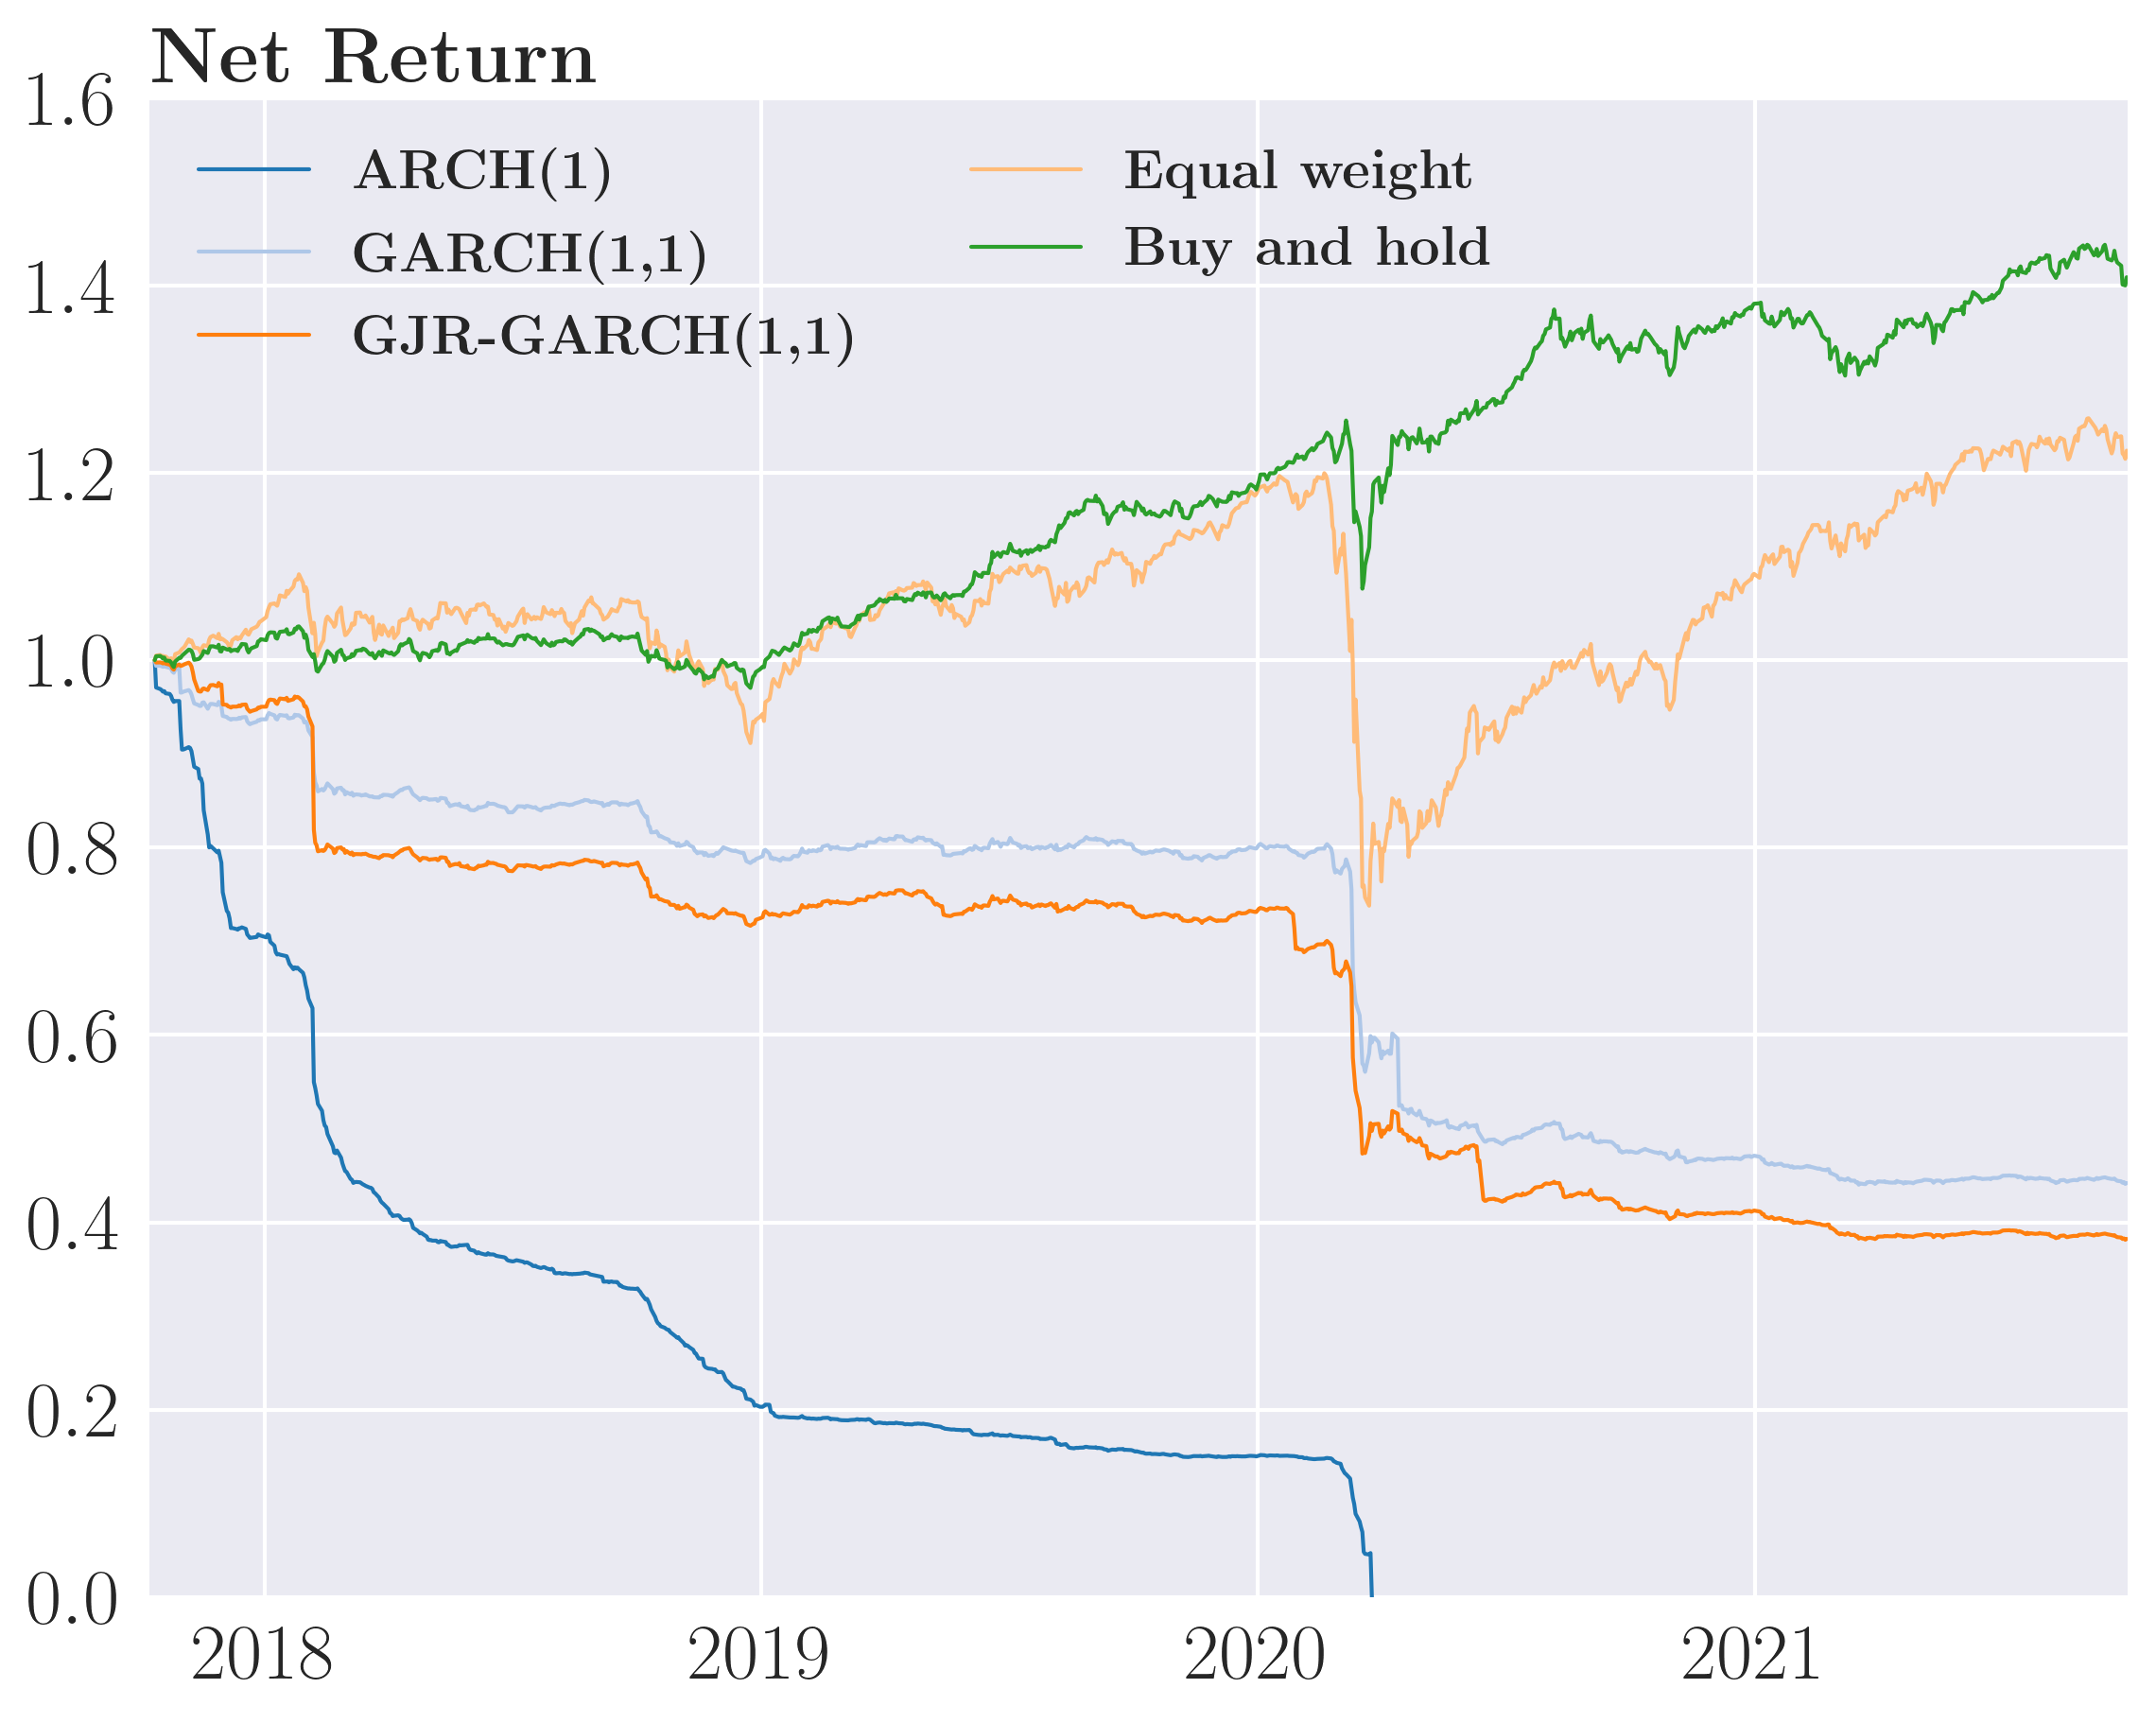 Net Return
1.6
1.4
1.2
1.0
0.8
0.6
0.4
0.2
0.0
ARCH(1)
GARCH(1,1)
GJR-GARCH(1,1)
Equal weight
Buy and hold
2018 2019 2020 2021